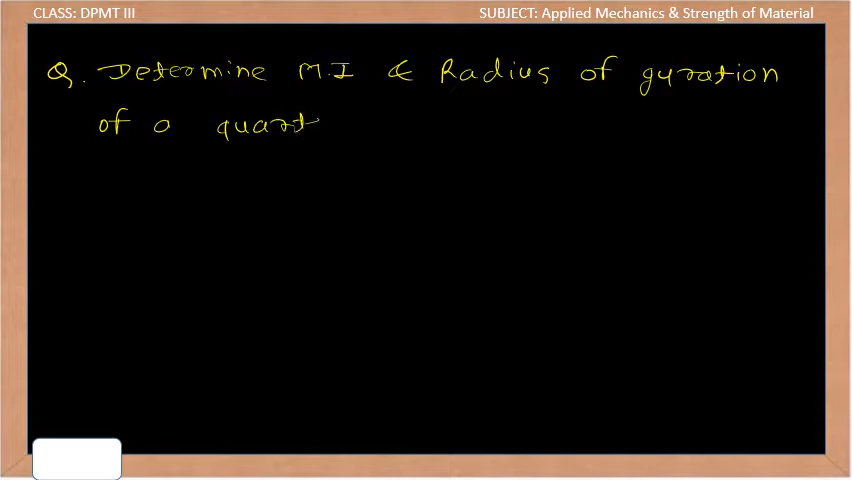 CLASS: DPMT III
SUBJECT: Applied Mechanics & Strength of Material
Q. Determine M.I & Radius of gyration
of a quart